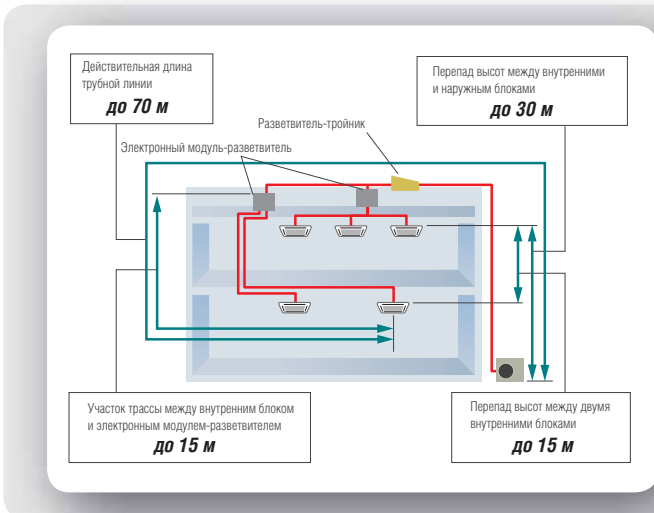 Действительная длина
трубной линии
до 70 м
Перепад высот между внутренними
и наружным блоками
до 30 м
Разветвитель-тройник
Электронный модуль-разветвитель
Участок трассы между внутренним блоком
и электронным модулем-разветвителем
до 15 м
Перепад высот между двумя
внутренними блоками
до 15 м